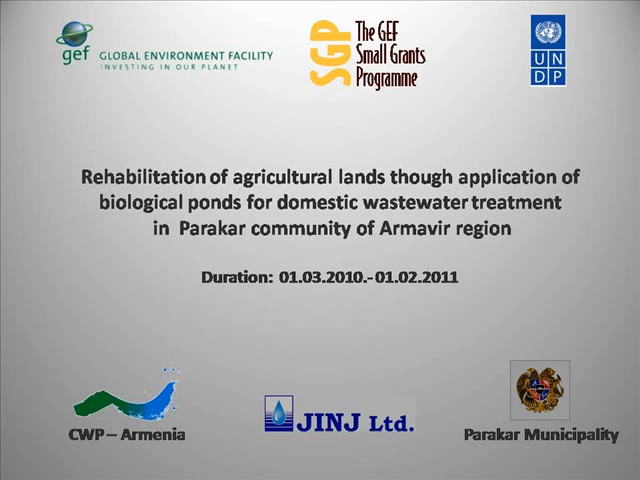 gef GLOBAL ENVIRONMENT FACILITY
INVESTING IN OUR PLANET
SGP The GEF
Small Grants
Programme
U N
D P
Rehabilitation of agricultural lands though application of
biological ponds for domestic wastewater treatment
in Parakar community of Armavir region
Duration: 01.03.2010.- 01.02.2011
CWP – Armenia
JINJ Ltd.
Parakar Municipality